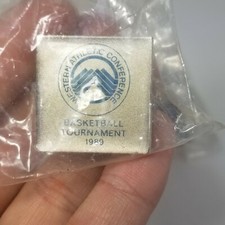 WESTERN ATHLETIC CONFERENCE
BASKETBALL
TOURNAMENT
1989